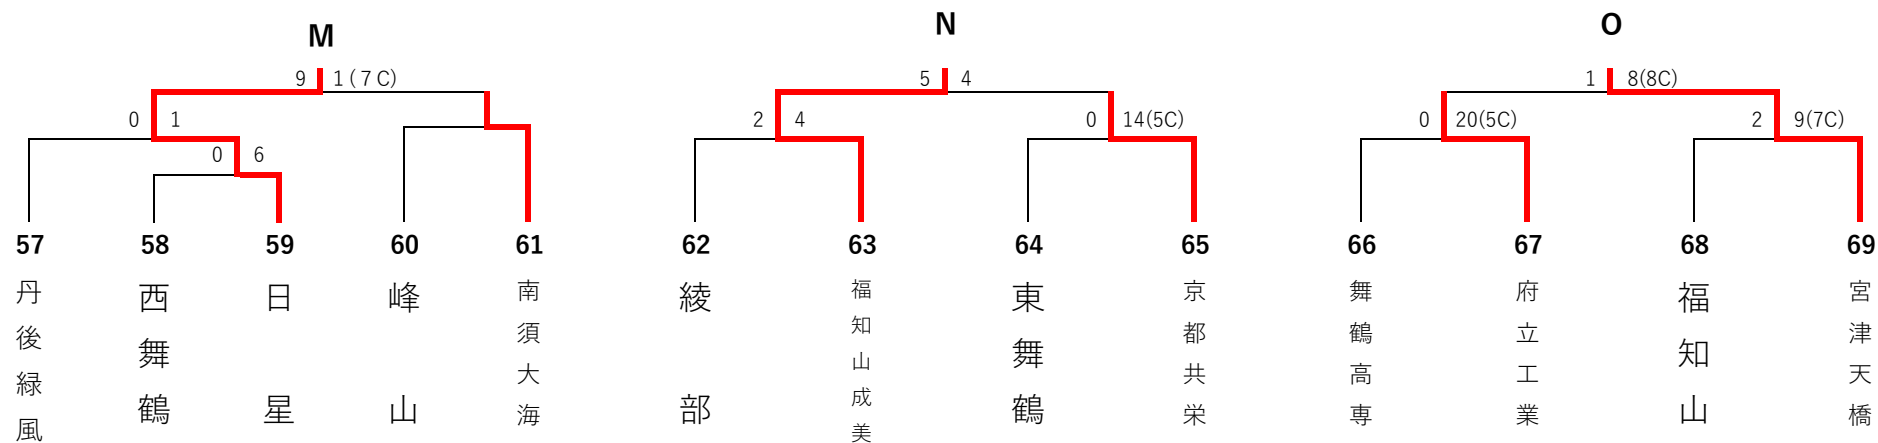 M N O
9 1(7C) 5 4 1 8(8C)
0 1 2 4 0 14(5C) 0 20(5C) 2 9(7C)
0 6
57 58 59 60 61 62 63 64 65 66 67 68 69
丹後緑風
西舞鶴
日星
峰山
南須大海
綾部
福知山成美
東舞鶴
京都共栄
舞鶴高専
府立工業
福知山
宮津天橋